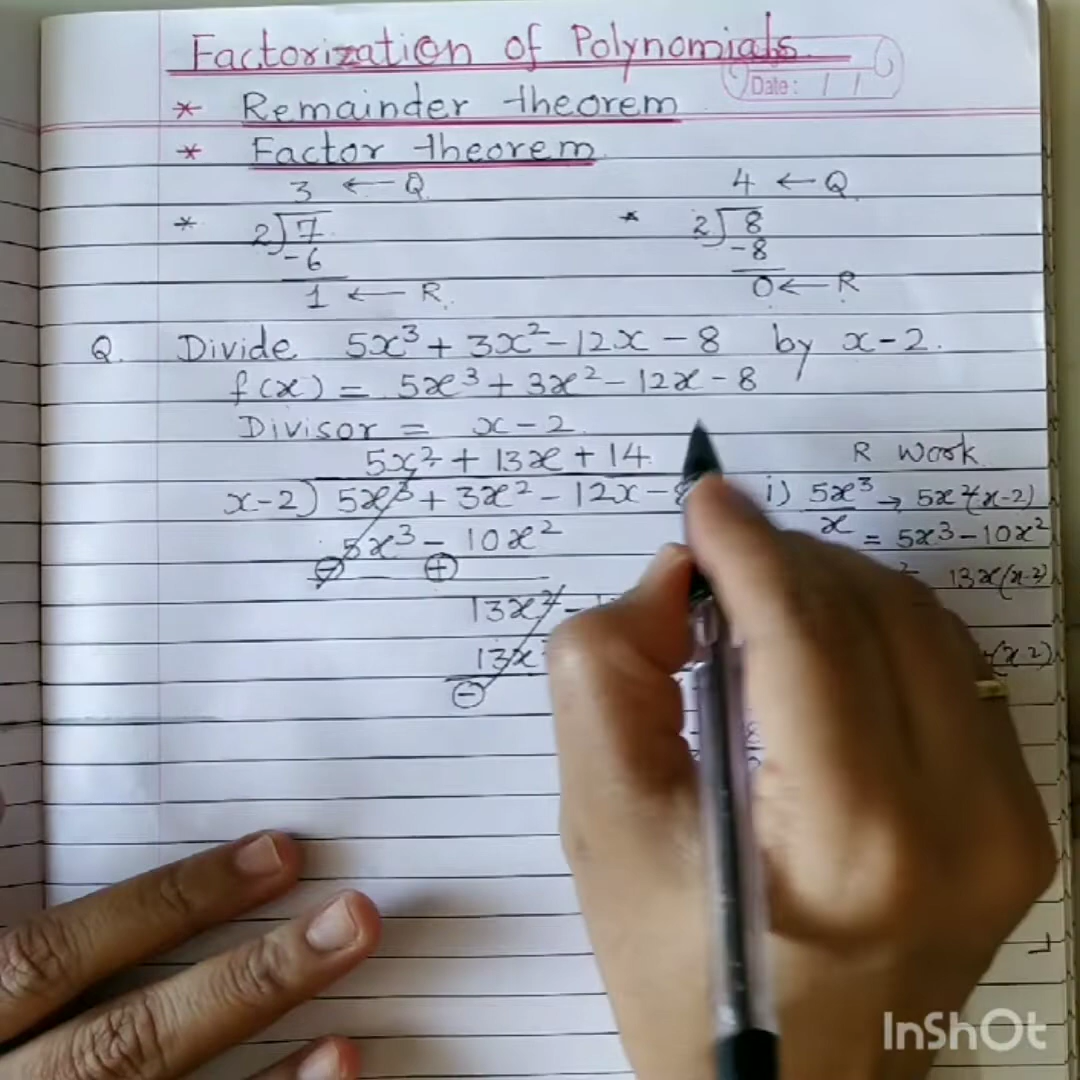 Factorization of Polynomials
Date: / /
* Remainder theorem
* Factor theorem
3 ← Q
* 2)7
-6
1 ← R
4 ← Q
* 2)8
-8
0 ← R
Q. Divide 5x³ + 3x² - 12x - 8 by x - 2.
f(x) = 5x³ + 3x² - 12x - 8
Divisor = x - 2
5x² + 13x + 14
x-2)5x³ + 3x² - 12x - 8
5x³ - 10x²
⊖ ⊕
13x² -
13x
⊖
R Work
i) 5x³ → 5x²(x-2)
x = 5x³ - 10x²
13x(x-2)
(x-2)
InShOt